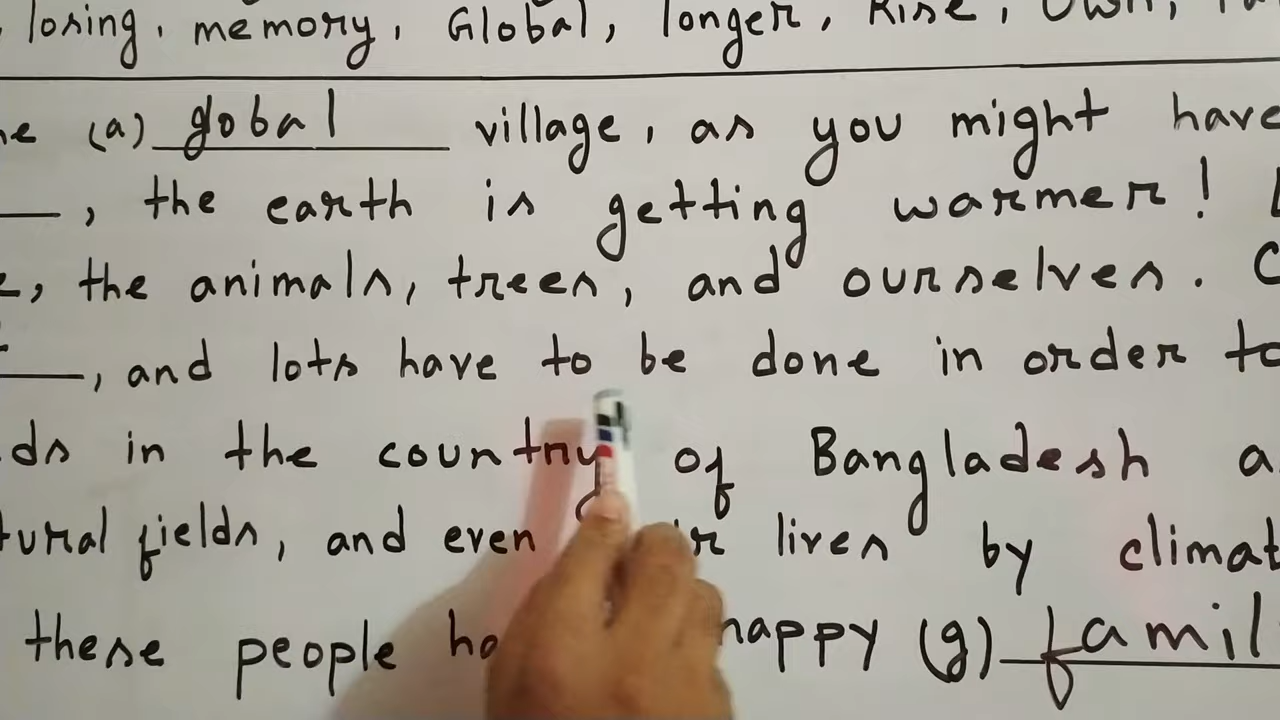 losing, memory, Global, longer, Rise, Own,
(a) global village, as you might have
, the earth is getting warmer!
, the animals, trees, and ourselves.
, and lots have to be done in order to
in the country of Bangladesh
fields, and even lives by climat
these people happy (g) famil